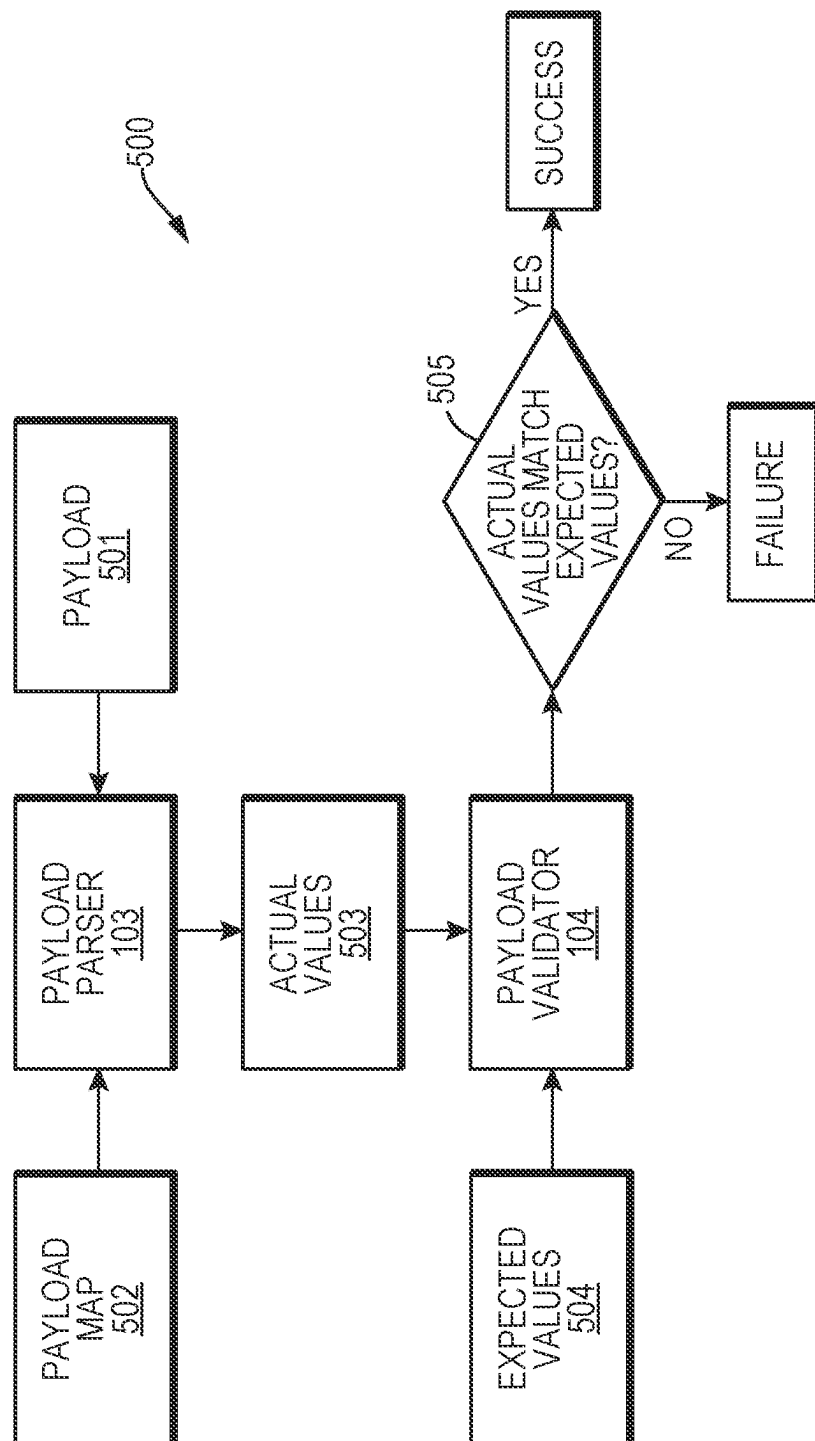 500
PAYLOAD
MAP
502
PAYLOAD
PARSER
103
PAYLOAD
501
ACTUAL
VALUES
503
EXPECTED
VALUES
504
PAYLOAD
VALIDATOR
104
505
ACTUAL
VALUES MATCH
EXPECTED
VALUES?
YES
SUCCESS
NO
FAILURE